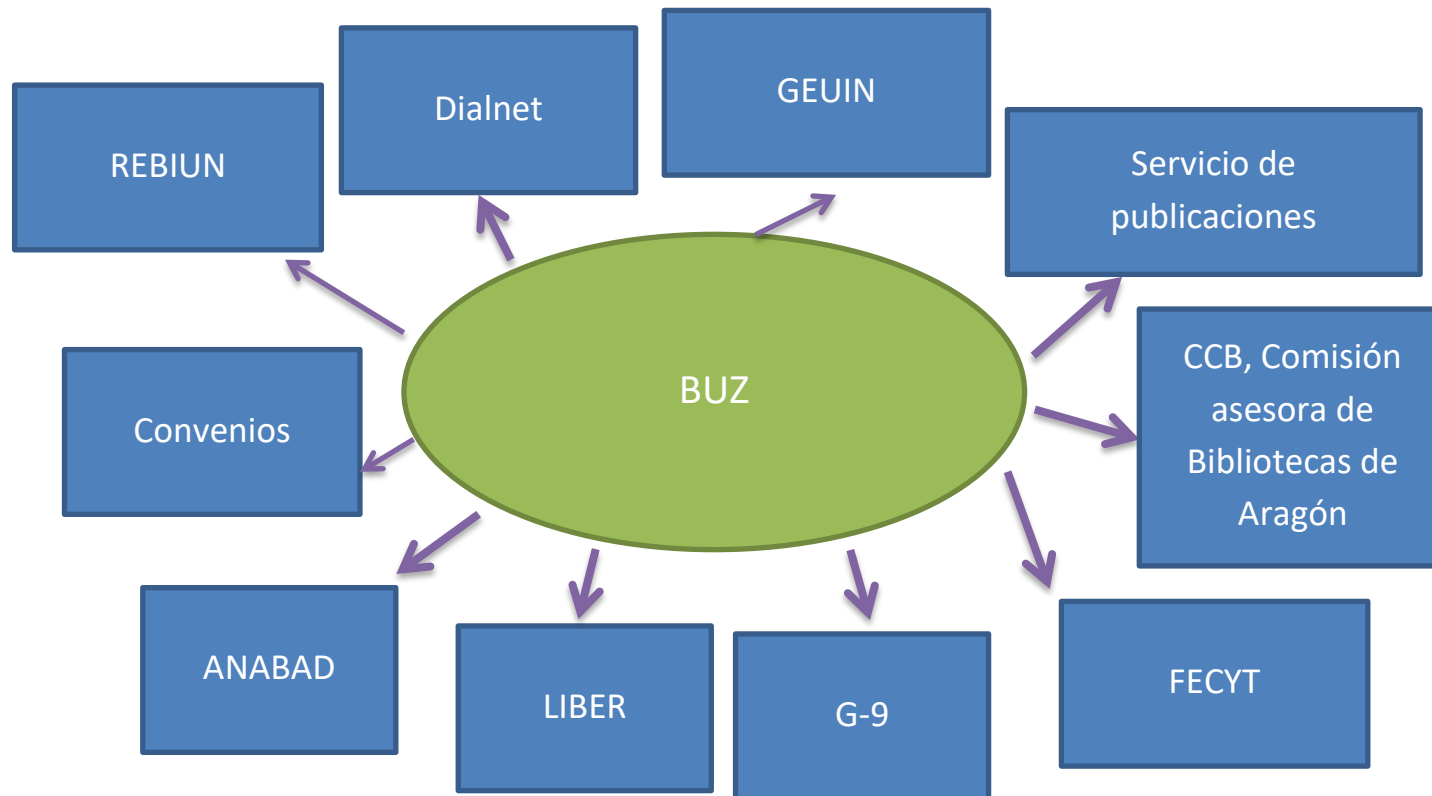 GEUIN
Dialnet
REBIUN
Servicio de
publicaciones
BUZ
CCB, Comisión
asesora de
Bibliotecas de
Aragón
Convenios
ANABAD
LIBER
G-9
FECYT